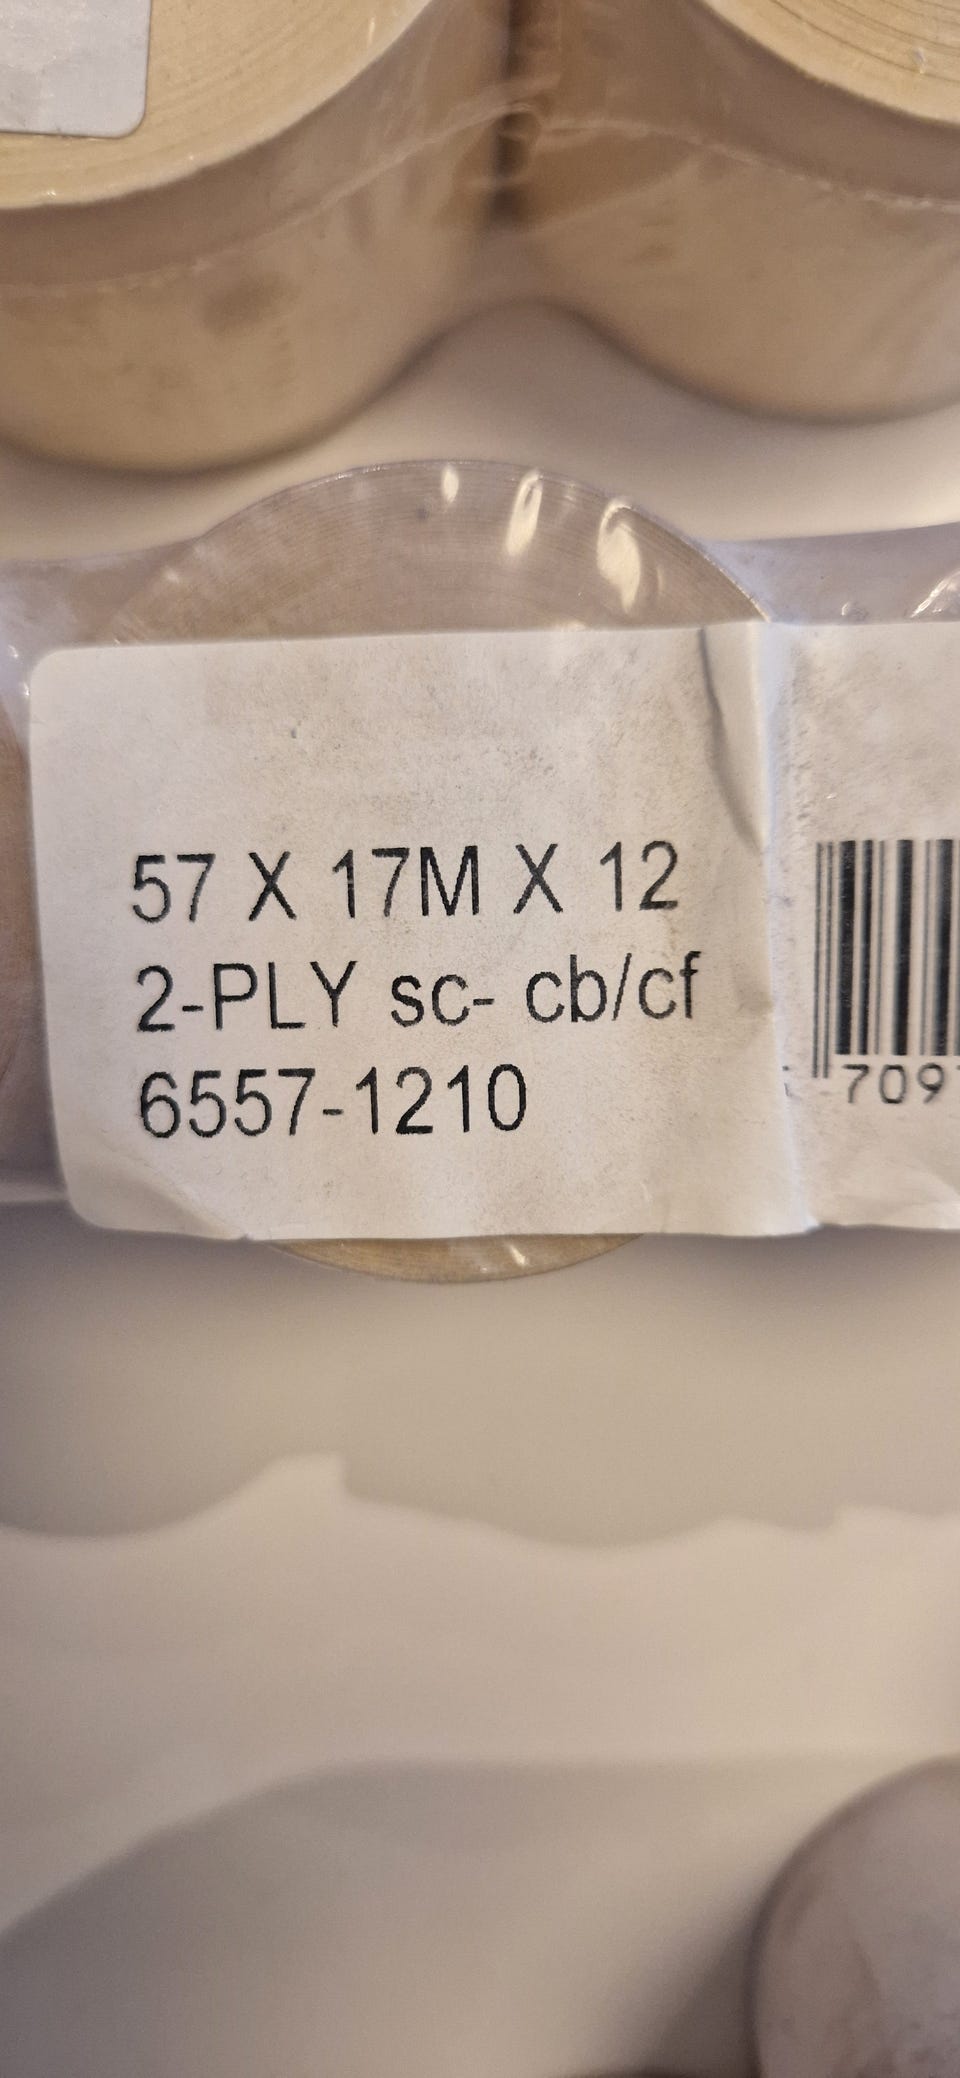 57 X 17M X 12
2-PLY sc- cb/cf
6557-1210
709